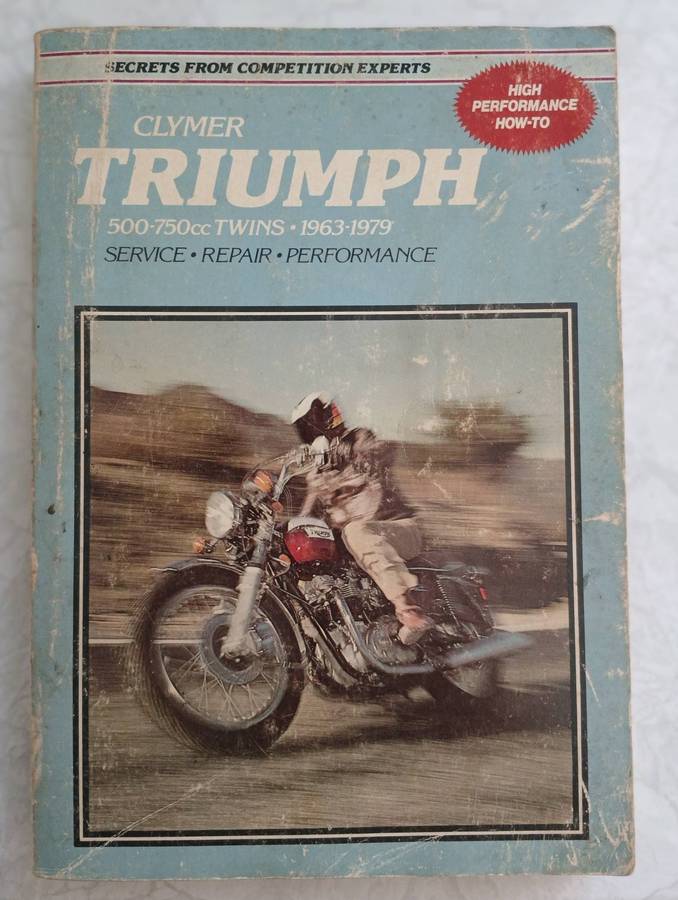 SECRETS FROM COMPETITION EXPERTS
HIGH
PERFORMANCE
HOW-TO
CLYMER
TRIUMPH
500-750cc TWINS • 1963-1979
SERVICE • REPAIR • PERFORMANCE